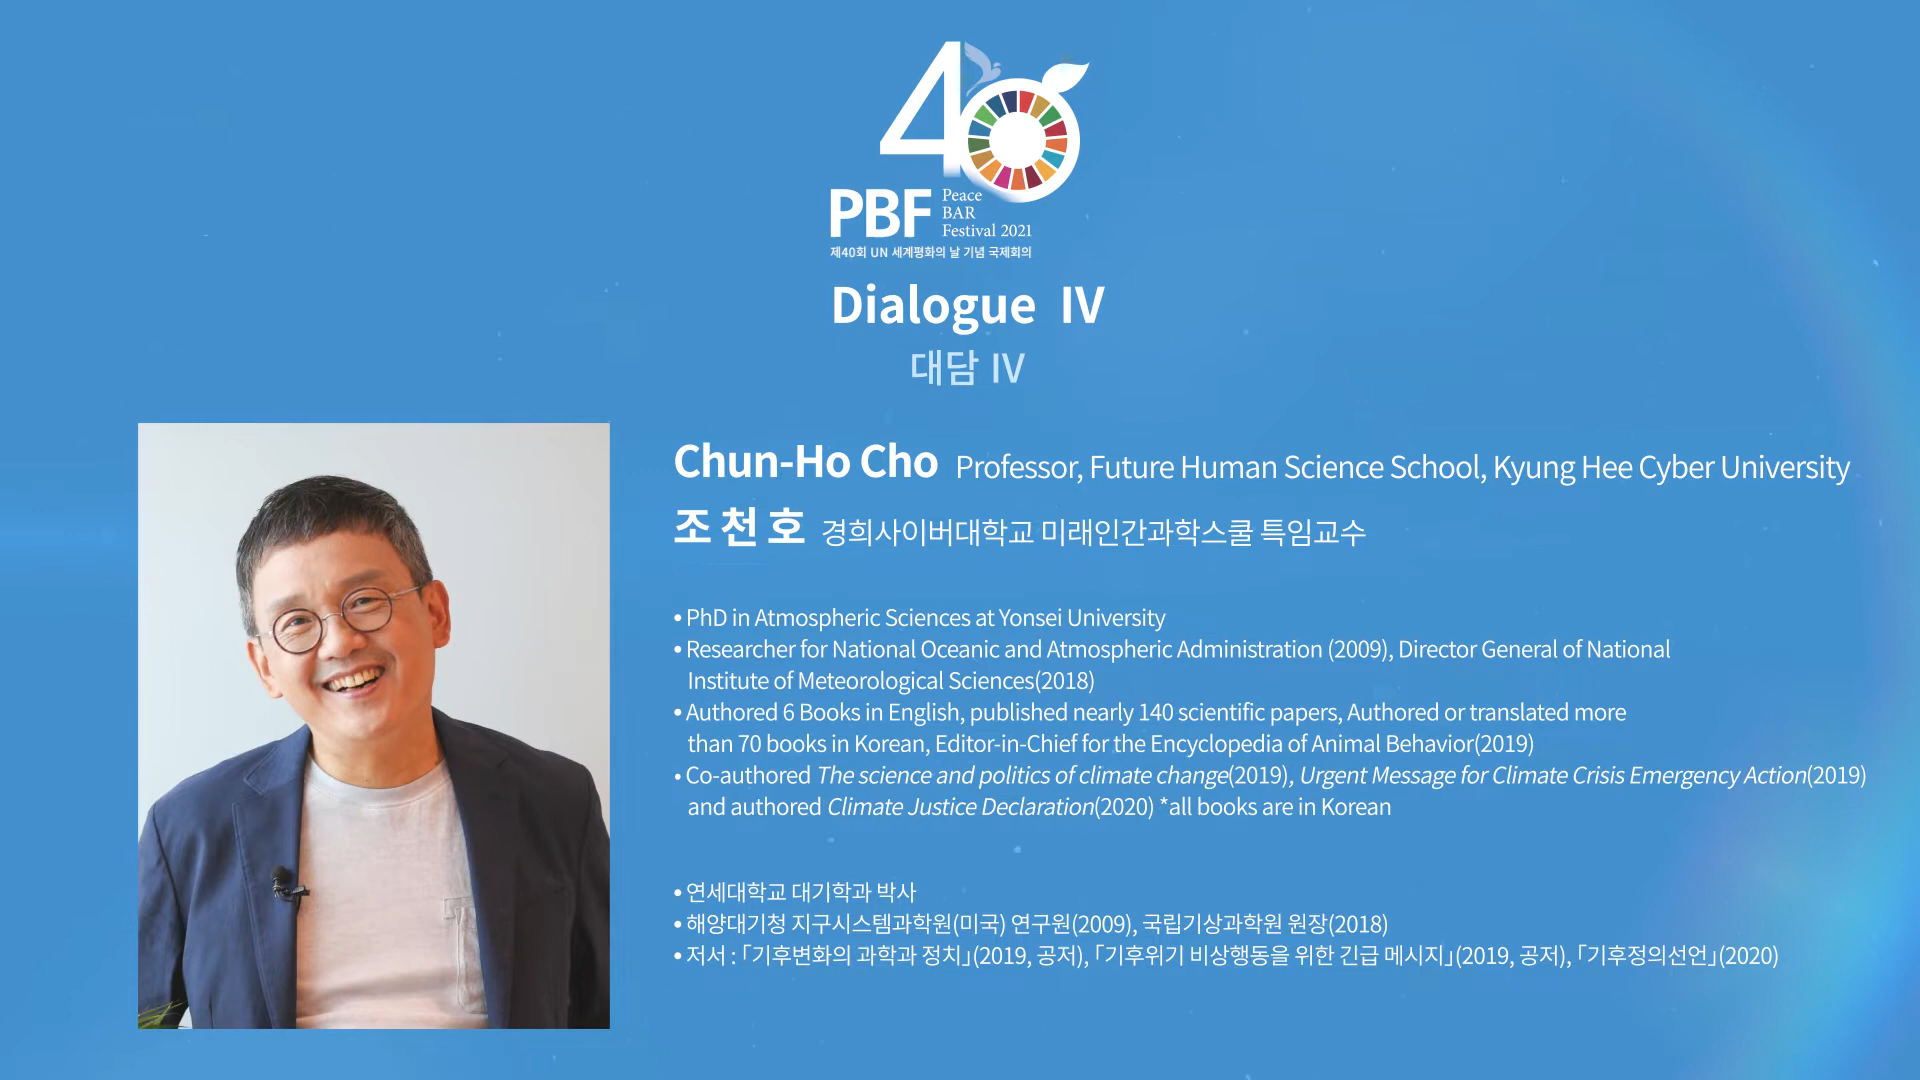 40
PBF
Peace
BAR
Festival 2021
제40회 UN 세계평화의 날 기념 국제회의
Dialogue IV
대담 IV
Chun-Ho Cho Professor, Future Human Science School, Kyung Hee Cyber University
조천호 경희사이버대학교 미래인간과학스쿨 특임교수
• PhD in Atmospheric Sciences at Yonsei University
• Researcher for National Oceanic and Atmospheric Administration (2009), Director General of National
Institute of Meteorological Sciences(2018)
• Authored 6 Books in English, published nearly 140 scientific papers, Authored or translated more
than 70 books in Korean, Editor-in-Chief for the Encyclopedia of Animal Behavior(2019)
• Co-authored The science and politics of climate change(2019), Urgent Message for Climate Crisis Emergency Action(2019)
and authored Climate Justice Declaration(2020) *all books are in Korean
• 연세대학교 대기학과 박사
• 해양대기청 지구시스템과학원(미국) 연구원(2009), 국립기상과학원 원장(2018)
• 저서 : 「기후변화의 과학과 정치」(2019, 공저), 「기후위기 비상행동을 위한 긴급 메시지」(2019, 공저), 「기후정의선언」(2020)